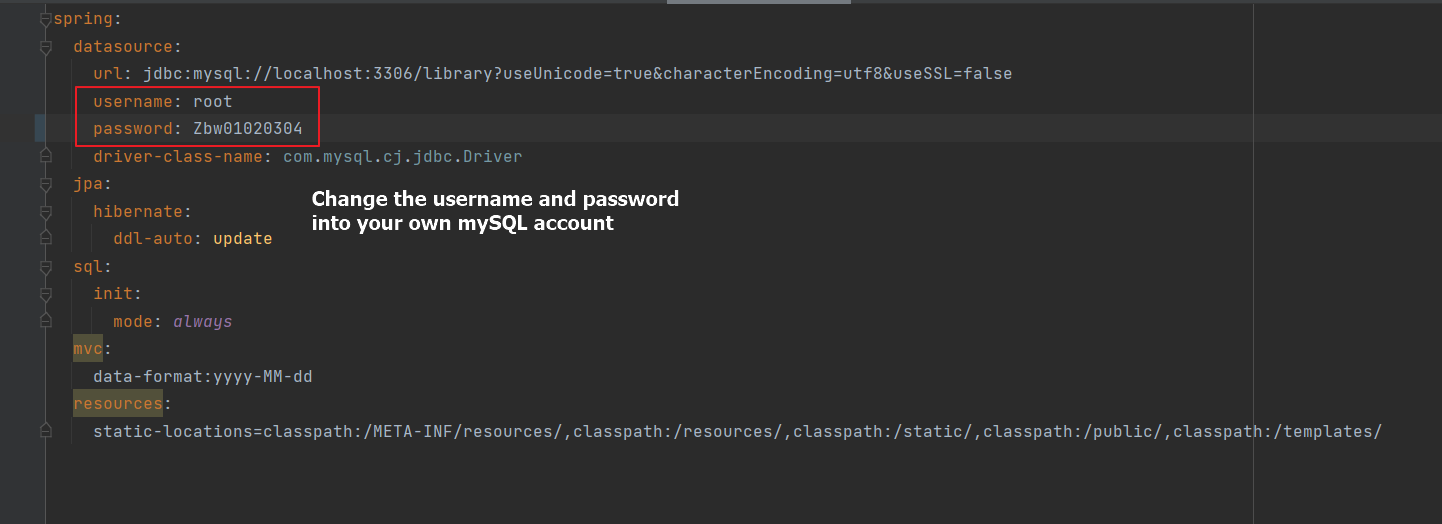 spring:
datasource:
url: jdbc:mysql://localhost:3306/library?useUnicode=true&characterEncoding=utf8&useSSL=false
username: root
password: Zbw01020304
driver-class-name: com.mysql.cj.jdbc.Driver
jpa:
Change the username and password
hibernate:
into your own mySQL account
ddl-auto: update
sql:
init:
mode: always
mvc:
data-format:yyyy-MM-dd
resources:
static-locations=classpath:/META-INF/resources/,classpath:/resources/,classpath:/static/,classpath:/public/,classpath:/templates/